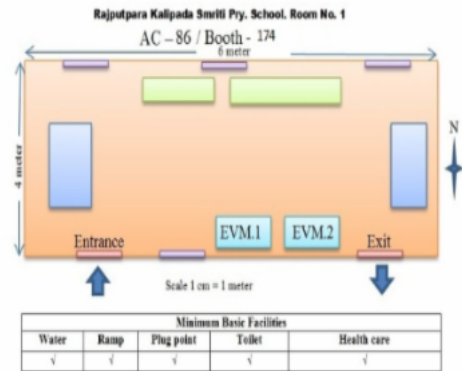 Rajputpara Kalipada Smriti Pry. School. Room No. 1
AC – 86 / Booth - 174
6 meter
4 meter
N
EVM.1 EVM.2
Entrance Exit
Scale 1 cm = 1 meter
Minimum Basic Facilities
Water Ramp Plug point Toilet Health care
√ √ √ √ √